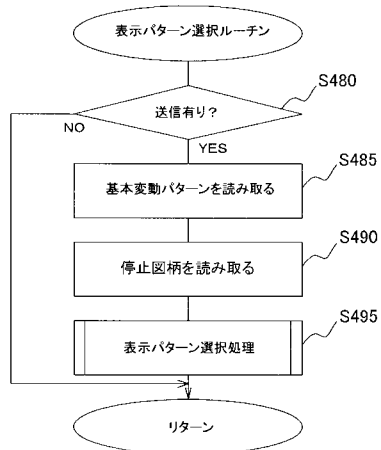 表示パターン選択ルーチン
S480
送信有り?
NO
YES
S485
基本変動パターンを読み取る
S490
停止図柄を読み取る
S495
表示パターン選択処理
リターン